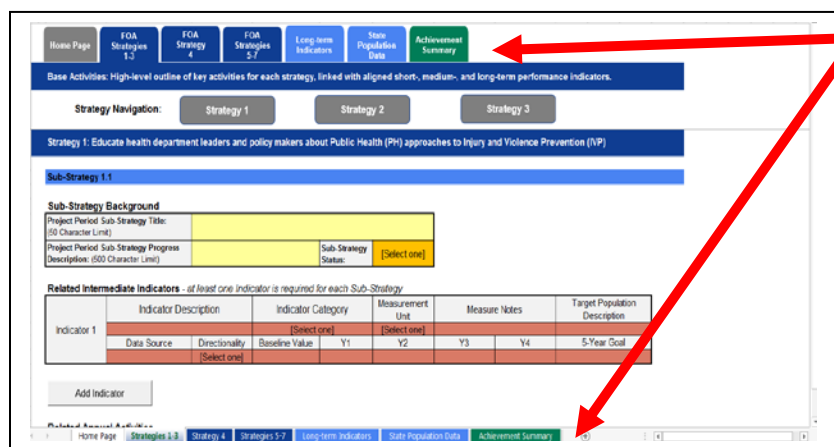 Home Page
FOA
Strategies
1-3
FOA
Strategy
4
FOA
Strategies
5-7
Long-term
Indicators
State
Population
Data
Achievement
Summary
Base Activities: High-level outline of key activities for each strategy, linked with aligned short-, medium-, and long-term performance indicators.
Strategy Navigation: Strategy 1 Strategy 2 Strategy 3
Strategy 1: Educate health department leaders and policy makers about Public Health (PH) approaches to Injury and Violence Prevention (IVP)
Sub-Strategy 1.1
Sub-Strategy Background
Project Period Sub-Strategy Title:
(50 Character Limit)
Project Period Sub-Strategy Progress
Description: (500 Character Limit)
Sub-Strategy
Status:
[Select one]
Related Intermediate Indicators - at least one Indicator is required for each Sub-Strategy
Indicator 1
Indicator Description Indicator Category Measurement
Unit
Measure Notes Target Population
Description
[Select one] [Select one]
Data Source Directionality Baseline Value Y1 Y2 Y3 Y4 5-Year Goal
[Select one]
Add Indicator
Related Annual Activities
Home Page Strategies 1-3 Strategy 4 Strategies 5-7 Long-term Indicators State Population Data Achievement Summary